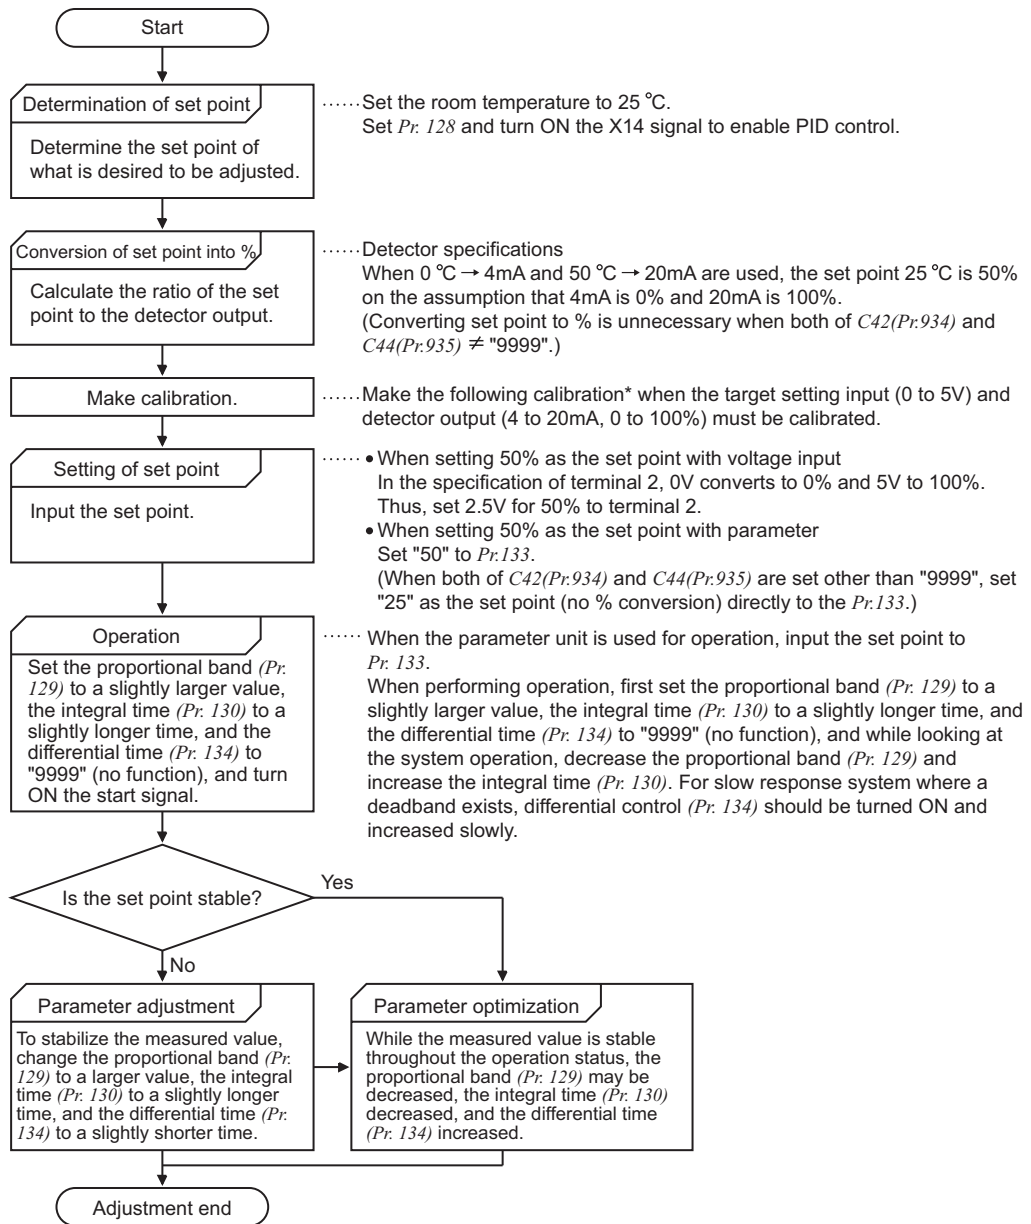 Start
Determination of set point
Determine the set point of
what is desired to be adjusted.
······Set the room temperature to 25 °C.
Set Pr. 128 and turn ON the X14 signal to enable PID control.
Conversion of set point into %
Calculate the ratio of the set
point to the detector output.
······Detector specifications
When 0 °C → 4mA and 50 °C → 20mA are used, the set point 25 °C is 50%
on the assumption that 4mA is 0% and 20mA is 100%.
(Converting set point to % is unnecessary when both of C42(Pr.934) and
C44(Pr.935) ≠ "9999".)
Make calibration.
······Make the following calibration* when the target setting input (0 to 5V) and
detector output (4 to 20mA, 0 to 100%) must be calibrated.
Setting of set point
Input the set point.
······ • When setting 50% as the set point with voltage input
In the specification of terminal 2, 0V converts to 0% and 5V to 100%.
Thus, set 2.5V for 50% to terminal 2.
• When setting 50% as the set point with parameter
Set "50" to Pr.133.
(When both of C42(Pr.934) and C44(Pr.935) are set other than "9999", set
"25" as the set point (no % conversion) directly to the Pr.133.)
Operation
Set the proportional band (Pr.
129) to a slightly larger value,
the integral time (Pr. 130) to a
slightly longer time, and the
differential time (Pr. 134) to
"9999" (no function), and turn
ON the start signal.
······ When the parameter unit is used for operation, input the set point to
Pr. 133.
When performing operation, first set the proportional band (Pr. 129) to a
slightly larger value, the integral time (Pr. 130) to a slightly longer time, and
the differential time (Pr. 134) to "9999" (no function), and while looking at
the system operation, decrease the proportional band (Pr. 129) and
increase the integral time (Pr. 130). For slow response system where a
deadband exists, differential control (Pr. 134) should be turned ON and
increased slowly.
Is the set point stable?
Yes
No
Parameter adjustment
To stabilize the measured value,
change the proportional band (Pr.
129) to a larger value, the integral
time (Pr. 130) to a slightly longer
time, and the differential time (Pr.
134) to a slightly shorter time.
Parameter optimization
While the measured value is stable
throughout the operation status, the
proportional band (Pr. 129) may be
decreased, the integral time (Pr. 130)
decreased, and the differential time
(Pr. 134) increased.
Adjustment end